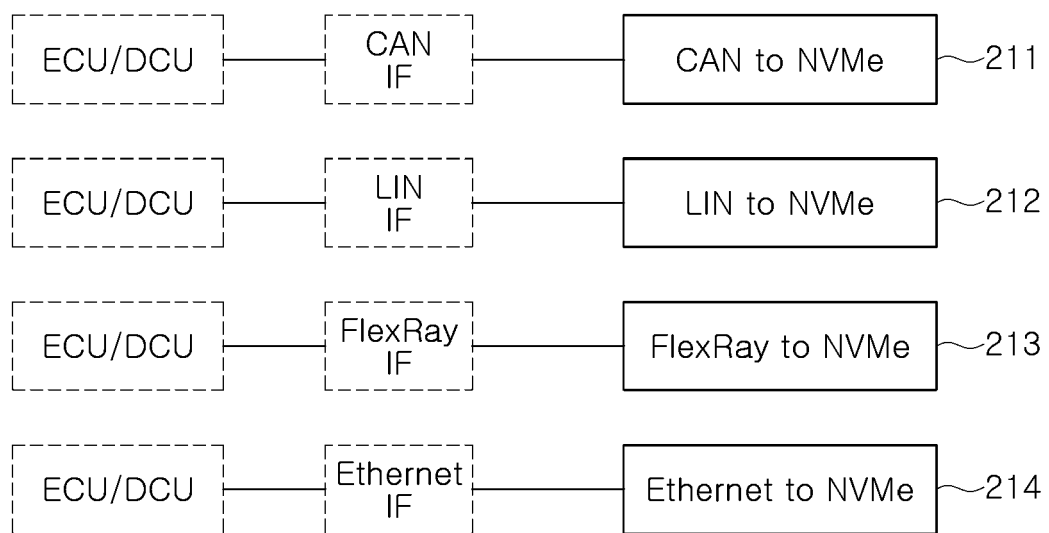 ECU/DCU
CAN
IF
CAN to NVMe
211
ECU/DCU
LIN
IF
LIN to NVMe
212
ECU/DCU
FlexRay
IF
FlexRay to NVMe
213
ECU/DCU
Ethernet
IF
Ethernet to NVMe
214